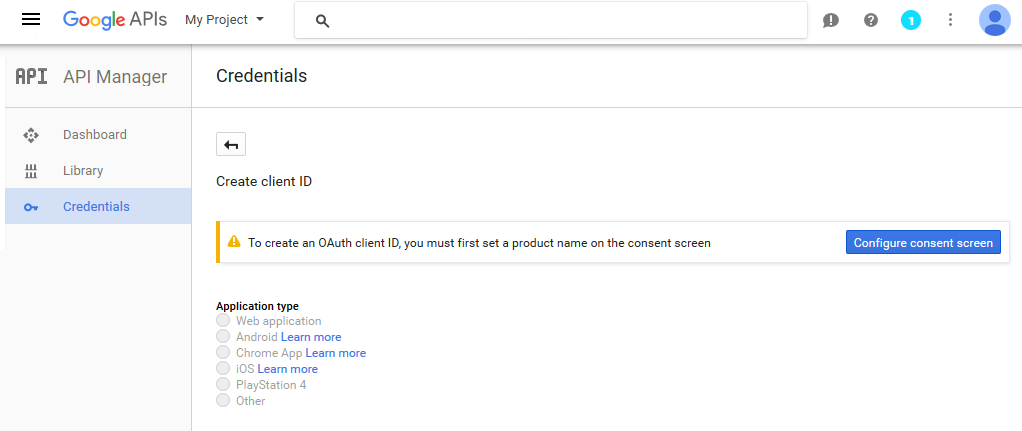 Google APIs My Project 1
API API Manager
Credentials
Dashboard
Library
Credentials
Create client ID
To create an OAuth client ID, you must first set a product name on the consent screen
Configure consent screen
Application type
Web application
Android Learn more
Chrome App Learn more
iOS Learn more
PlayStation 4
Other